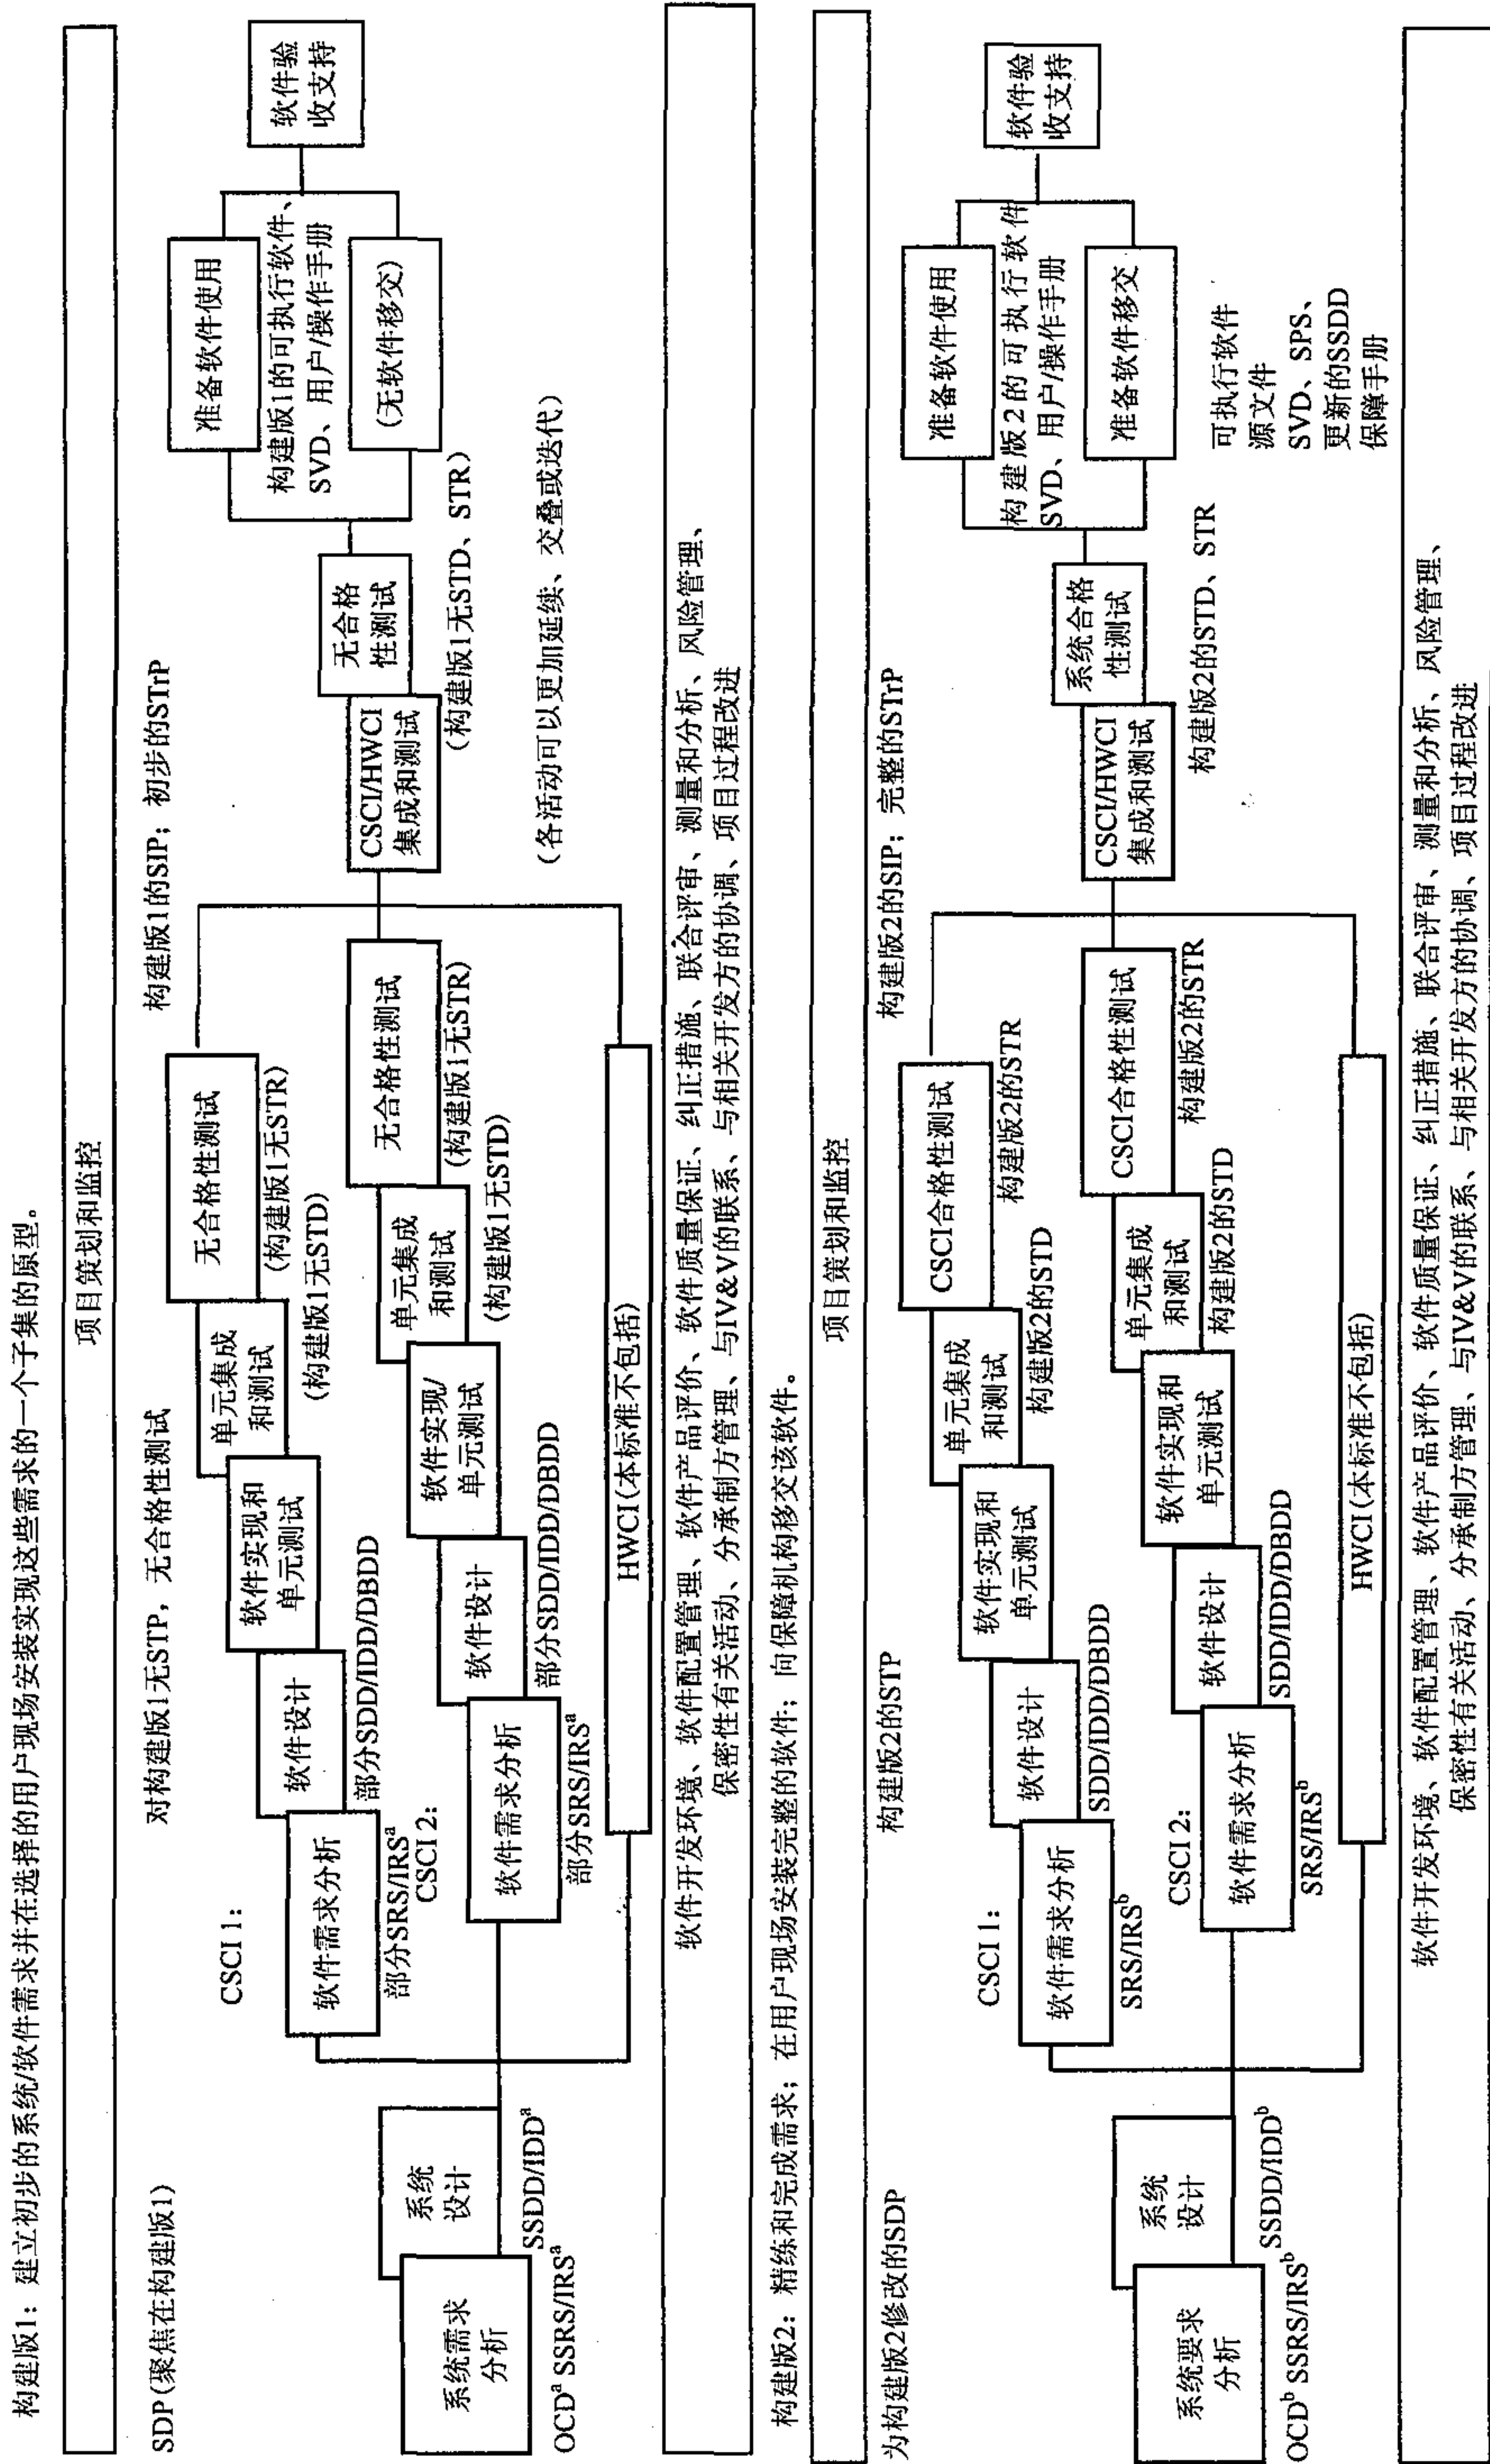 构建版1：建立初步的系统/软件需求并在选择的用户现场安装实现这些需求的一个子集的原型。
项目策划和监控
SDP(聚焦在构建版1)
对构建版1无STP，无合格性测试
构建版1的SIP；初步的STrP
系统需求
分析
OCDᵃ SSRS/IRSᵃ
系统
设计
SSDD/IDDᵃ
CSCI 1：
软件需求分析
部分SRS/IRSᵃ
软件设计
部分SDD/IDD/DBDD
软件实现和
单元测试
单元集成
和测试
(构建版1无STD)
无合格性测试
(构建版1无STR)
CSCI 2：
软件需求分析
部分SRS/IRSᵃ
软件设计
部分SDD/IDD/DBDD
软件实现/
单元测试
单元集成
和测试
(构建版1无STD)
无合格性测试
(构建版1无STR)
HWCI(本标准不包括)
CSCI/HWCI
集成和测试
无合格
性测试
(构建版1无STD、STR)
准备软件使用
构建版1的可执行软件、
SVD、用户/操作手册
(无软件移交)
软件验
收支持
(各活动可以更加延续、交叠或迭代)
软件开发环境、软件配置管理、软件产品评价、软件质量保证、纠正措施、联合评审、测量和分析、风险管理、
保密性有关活动、分承制方管理、与IV&V的联系、与相关开发方的协调、项目过程改进
构建版2：精练和完成需求；在用户现场安装完整的软件；向保障机构移交该软件。
项目策划和监控
为构建版2修改的SDP
构建版2的STP
构建版2的SIP；完整的STrP
系统要求
分析
OCDᵇ SSRS/IRSᵇ
系统
设计
SSDD/IDDᵇ
CSCI 1：
软件需求分析
SRS/IRSᵇ
软件设计
SDD/IDD/DBDD
软件实现和
单元测试
单元集成
和测试
构建版2的STD
CSCI合格性测试
构建版2的STR
CSCI 2：
软件需求分析
SRS/IRSᵇ
软件设计
SDD/IDD/DBDD
软件实现和
单元测试
单元集成
和测试
构建版2的STD
CSCI合格性测试
构建版2的STR
HWCI(本标准不包括)
CSCI/HWCI
集成和测试
系统合格
性测试
构建版2的STD、STR
准备软件使用
构建版2的可执行软件
SVD、用户/操作手册
准备软件移交
可执行软件
源文件
SVD、SPS、
更新的SSDD
保障手册
软件验
收支持
软件开发环境、软件配置管理、软件产品评价、软件质量保证、纠正措施、联合评审、测量和分析、风险管理、
保密性有关活动、分承制方管理、与IV&V的联系、与相关开发方的协调、项目过程改进